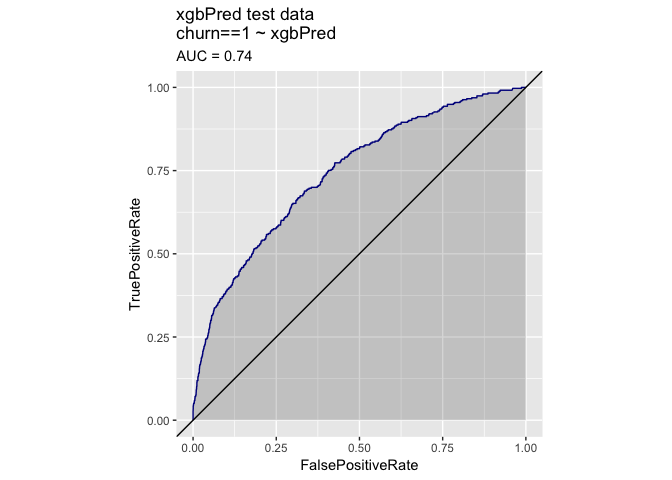 xgbPred test data
churn==1 ~ xgbPred
AUC = 0.74
1.00
0.75
0.50
0.25
0.00
TruePositiveRate
0.00 0.25 0.50 0.75 1.00
FalsePositiveRate